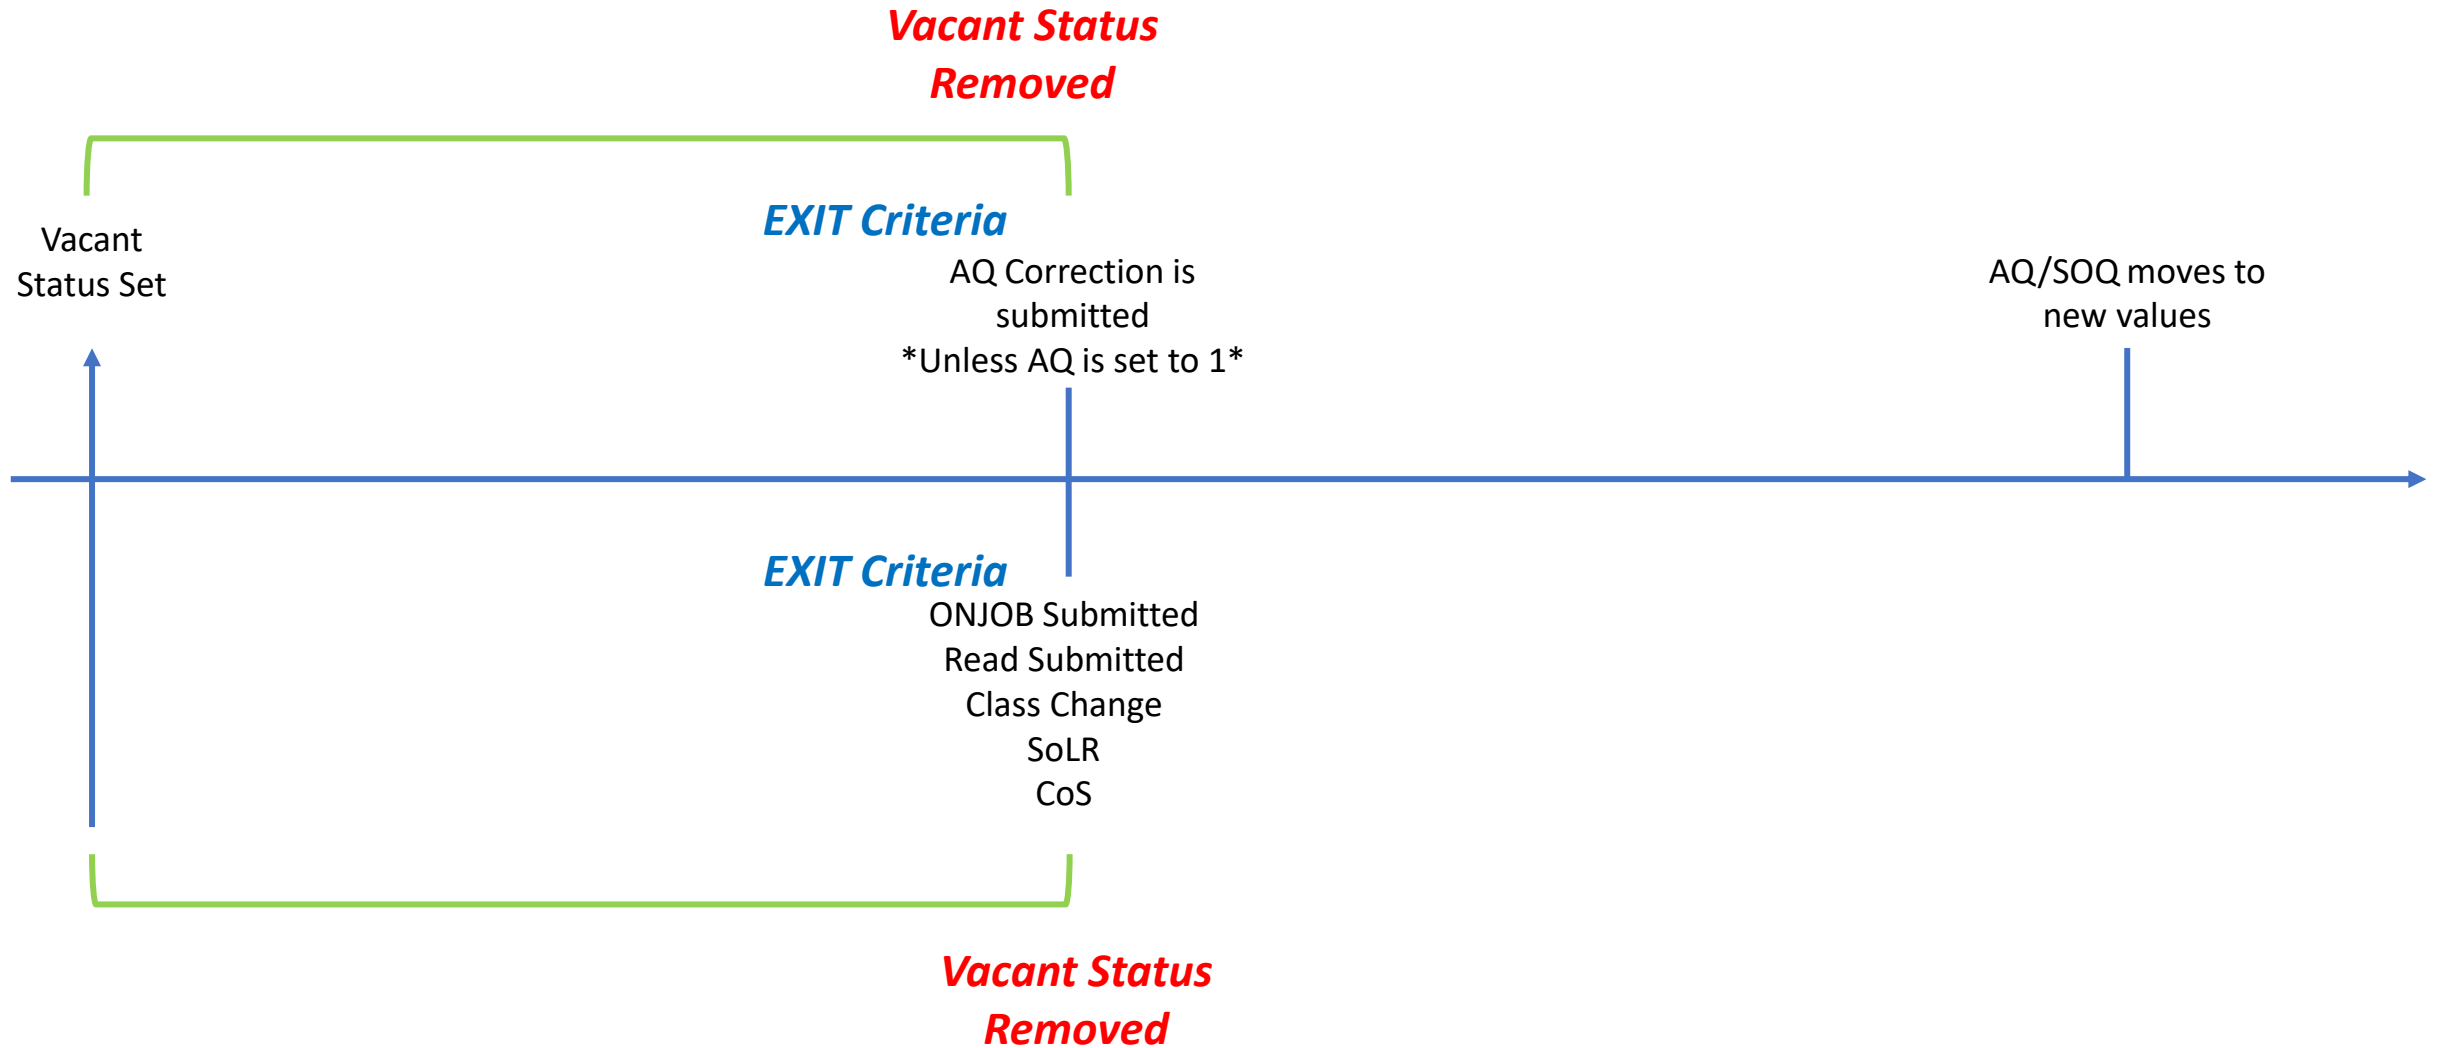 Vacant Status
Removed
EXIT Criteria
Vacant
Status Set
AQ Correction is
submitted
*Unless AQ is set to 1*
AQ/SOQ moves to
new values
EXIT Criteria
ONJOB Submitted
Read Submitted
Class Change
SoLR
CoS
Vacant Status
Removed